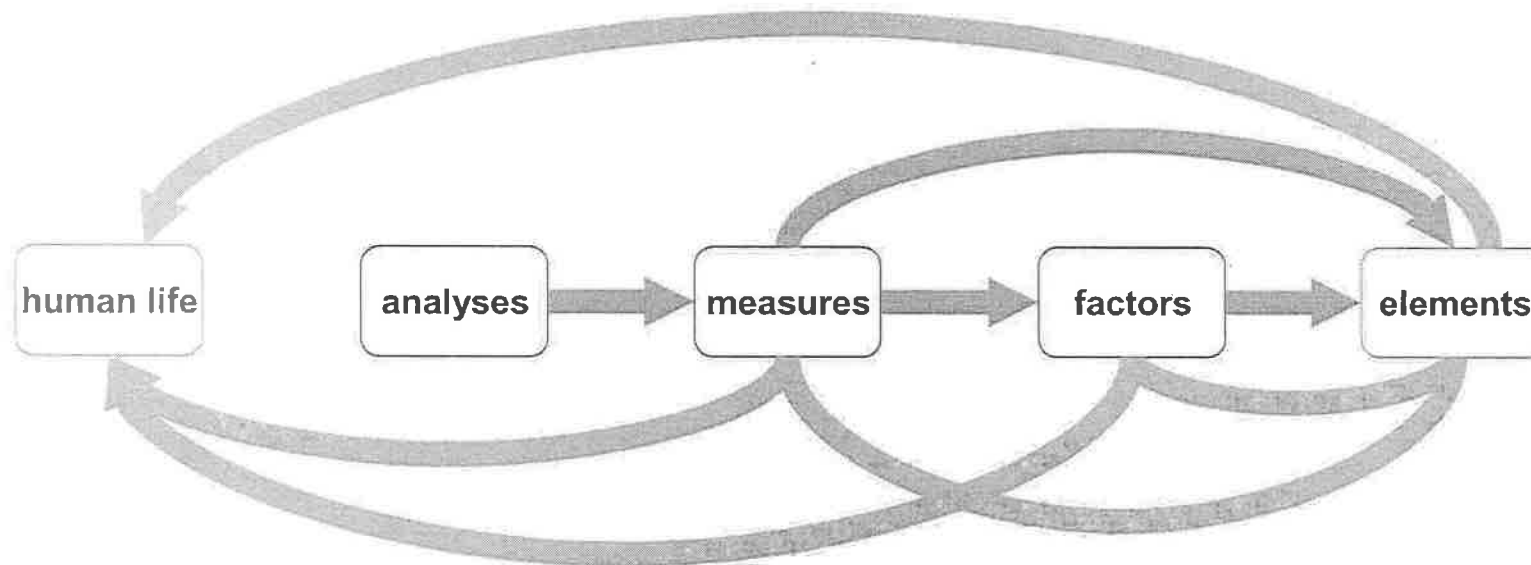 human life
analyses
measures
factors
elements